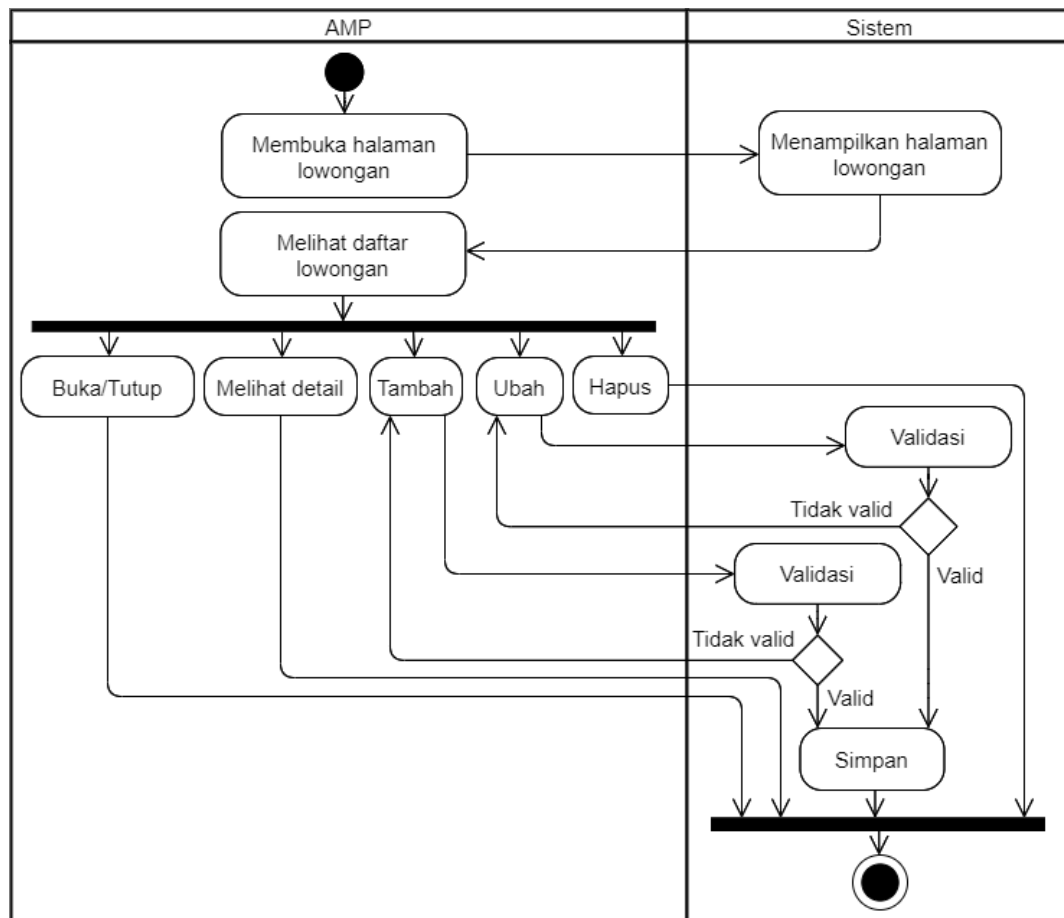 AMP
Sistem
Membuka halaman
lowongan
Menampilkan halaman
lowongan
Melihat daftar
lowongan
Buka/Tutup
Melihat detail
Tambah
Ubah
Hapus
Validasi
Tidak valid
Valid
Validasi
Tidak valid
Valid
Simpan